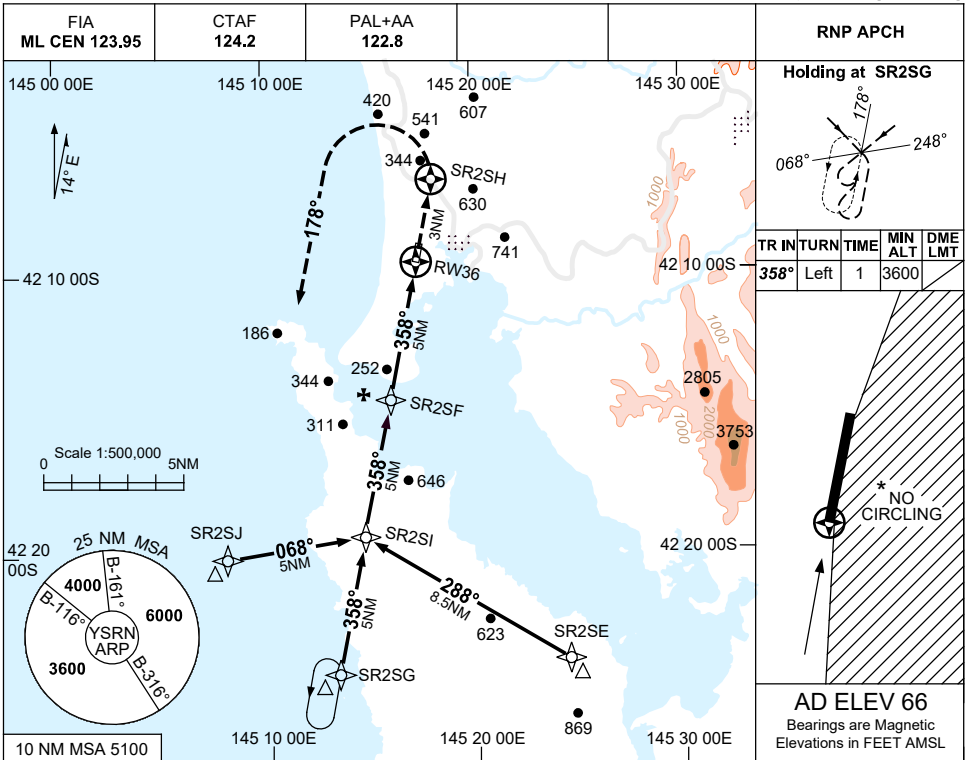 FIA
ML CEN 123.95
CTAF
124.2
PAL+AA
122.8
RNP APCH
145 00 00E
145 10 00E
145 20 00E
145 30 00E
14° E
420
541
607
344
SR2SH
630
178°
3NM
741
RW36
42 10 00S
42 10 00S
1000
358°
5NM
186
252
344
SR2SF
311
1000
2805
2000
3753
1000
Scale 1:500,000
0
5NM
358°
5NM
646
SR2SJ
SR2SI
068°
5NM
42 20
00S
42 20 00S
288°
8.5NM
358°
5NM
623
SR2SE
SR2SG
869
25 NM MSA
B-161°
4000
B-116°
6000
YSRN
ARP
3600
B-316°
10 NM MSA 5100
145 10 00E
145 20 00E
145 30 00E
Holding at SR2SG
178°
068°
248°
TR IN TURN TIME MIN ALT DME LMT
358° Left 1 3600
* NO
CIRCLING
AD ELEV 66
Bearings are Magnetic
Elevations in FEET AMSL